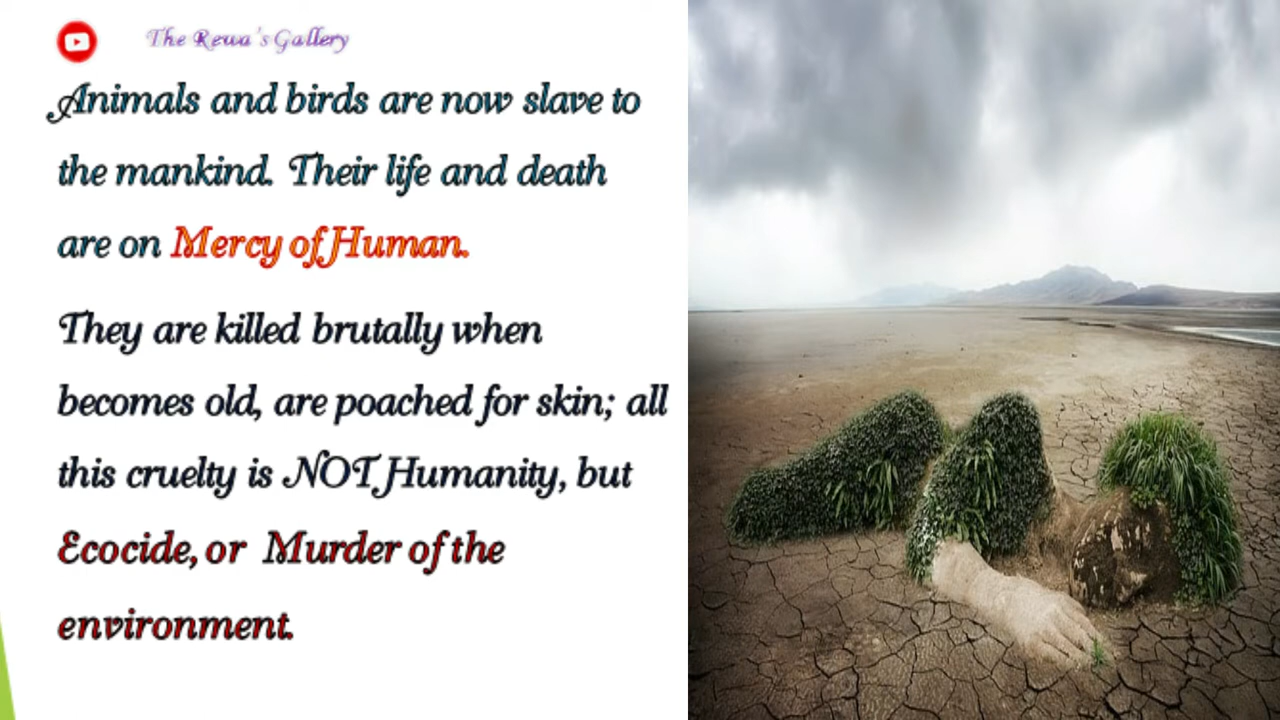 The Rewa's Gallery
Animals and birds are now slave to
the mankind. Their life and death
are on Mercy of Human.
They are killed brutally when
becomes old, are poached for skin; all
this cruelty is NOT Humanity, but
Ecocide, or Murder of the
environment.